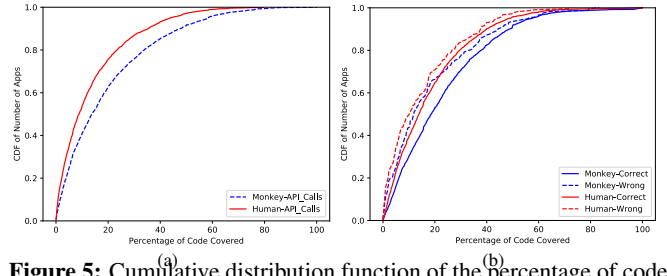 1.0
0.8
0.6
0.4
0.2
0.0
CDF of Number of Apps
0 20 40 60 80 100
Percentage of Code Covered
Monkey-API_Calls
Human-API_Calls
(a)
1.0
0.8
0.6
0.4
0.2
0.0
CDF of Number of Apps
0 20 40 60 80 100
Percentage of Code Covered
Monkey-Correct
Monkey-Wrong
Human-Correct
Human-Wrong
(b)
Figure 5: Cumulative distribution function of the percentage of code